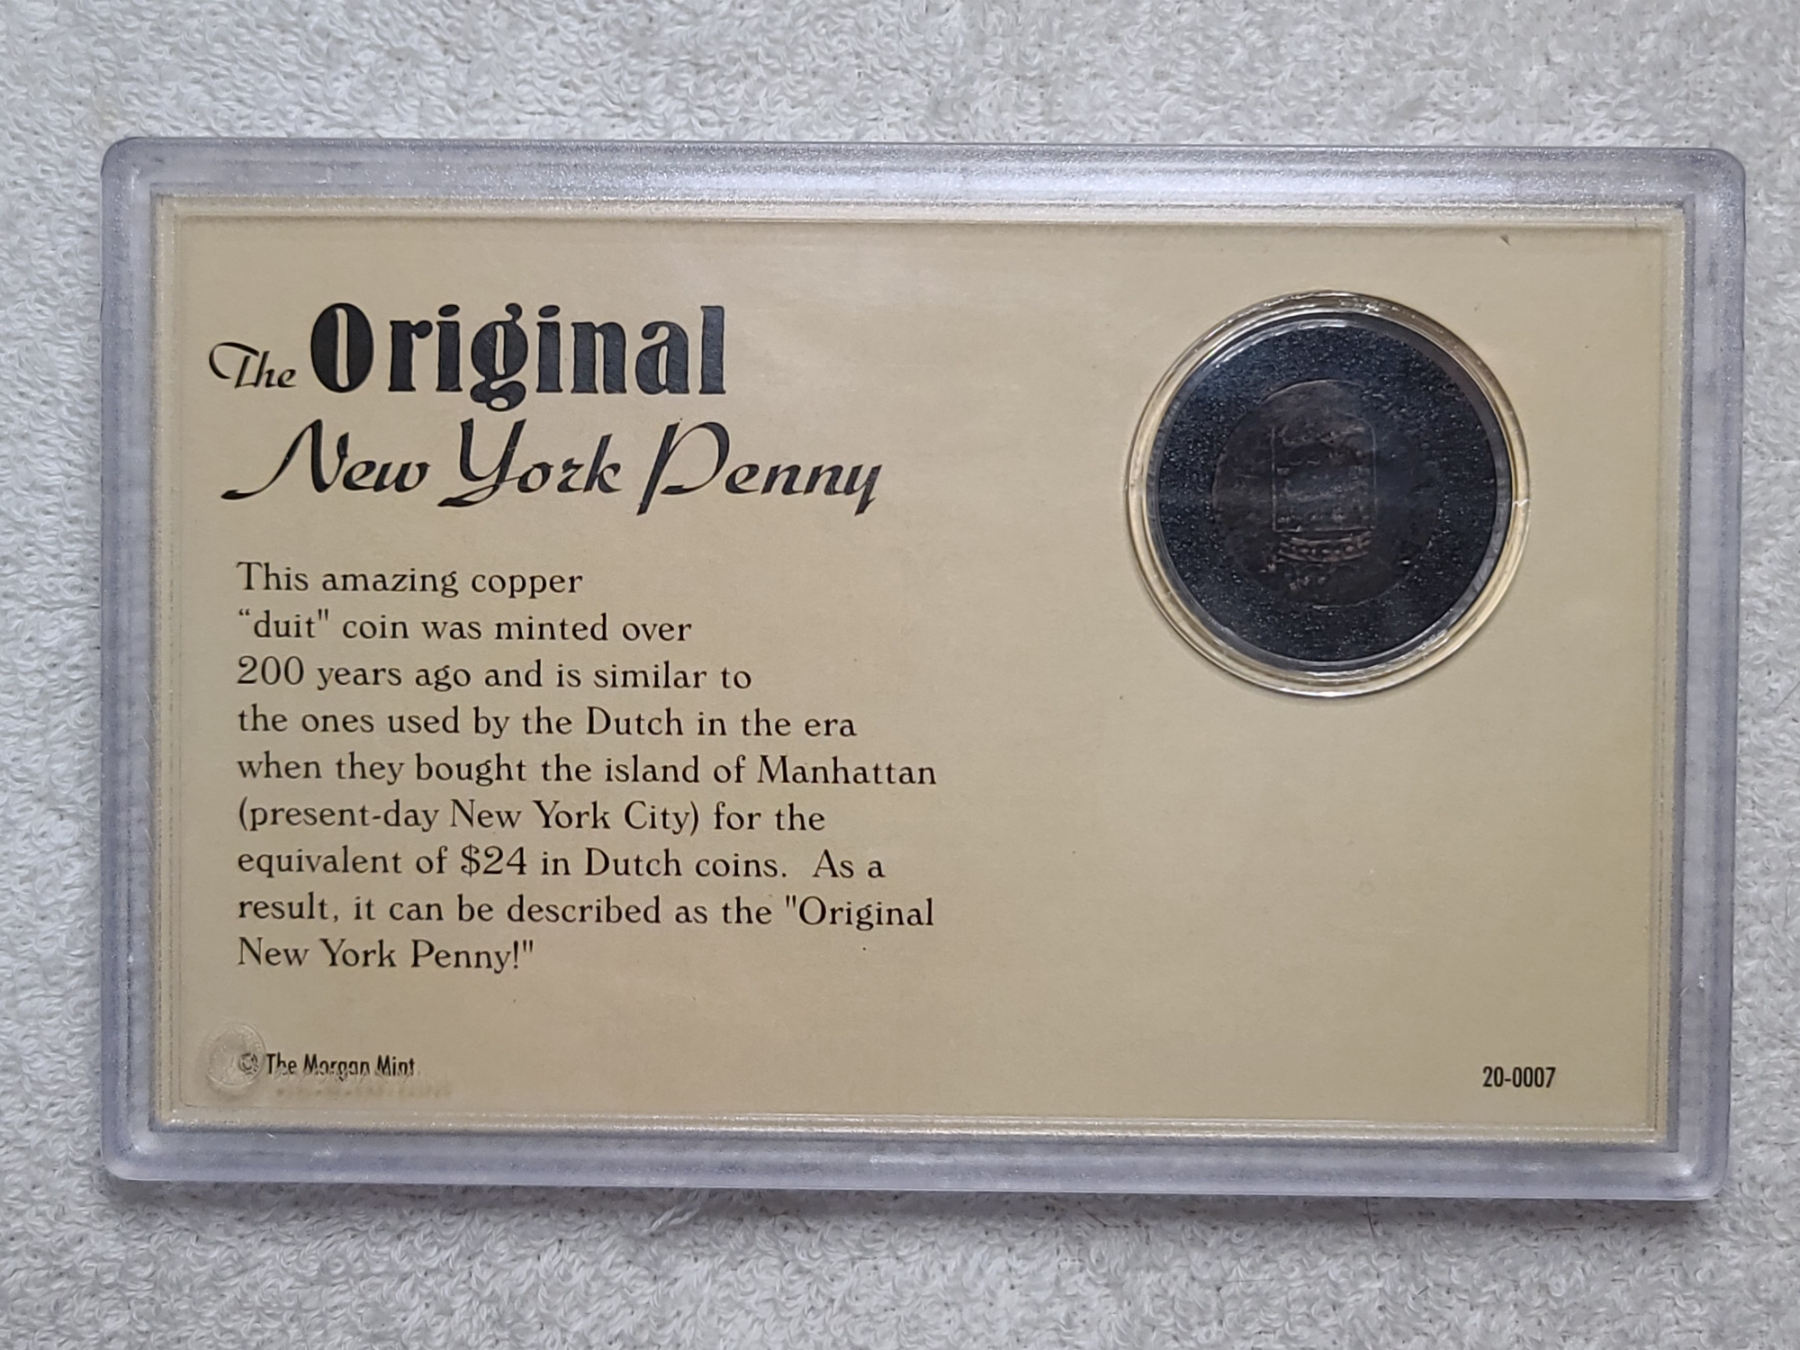 The Original
New York Penny
This amazing copper
“duit" coin was minted over
200 years ago and is similar to
the ones used by the Dutch in the era
when they bought the island of Manhattan
(present-day New York City) for the
equivalent of $24 in Dutch coins.  As a
result, it can be described as the "Original
New York Penny!"
© The Morgan Mint
20-0007